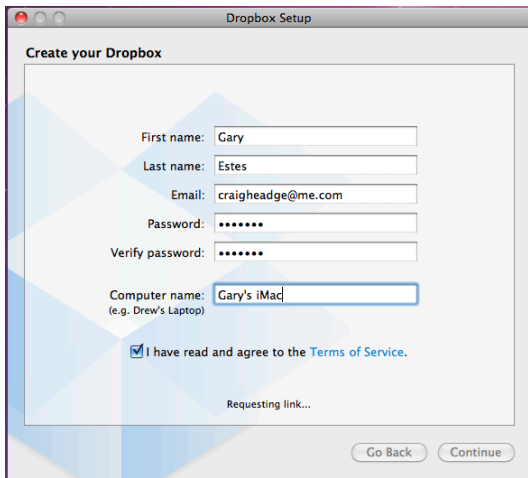 Dropbox Setup
Create your Dropbox
First name: Gary
Last name: Estes
Email: craigheadge@me.com
Password: •••••••
Verify password: •••••••
Computer name: Gary's iMac
(e.g. Drew's Laptop)
I have read and agree to the Terms of Service.
Requesting link...
Go Back Continue